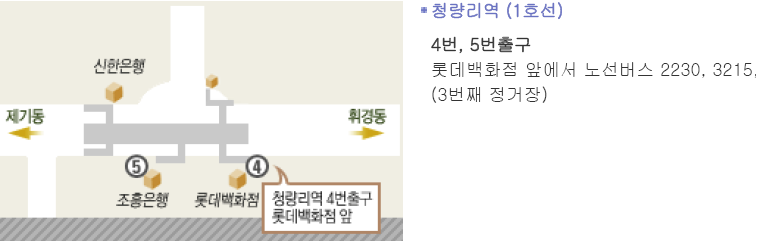 청량리역 (1호선)
4번, 5번출구
롯데백화점 앞에서 노선버스 2230, 3215,
(3번째 정거장)
신한은행
제기동
휘경동
⑤
④
조흥은행
롯데백화점
청량리역 4번출구
롯데백화점 앞